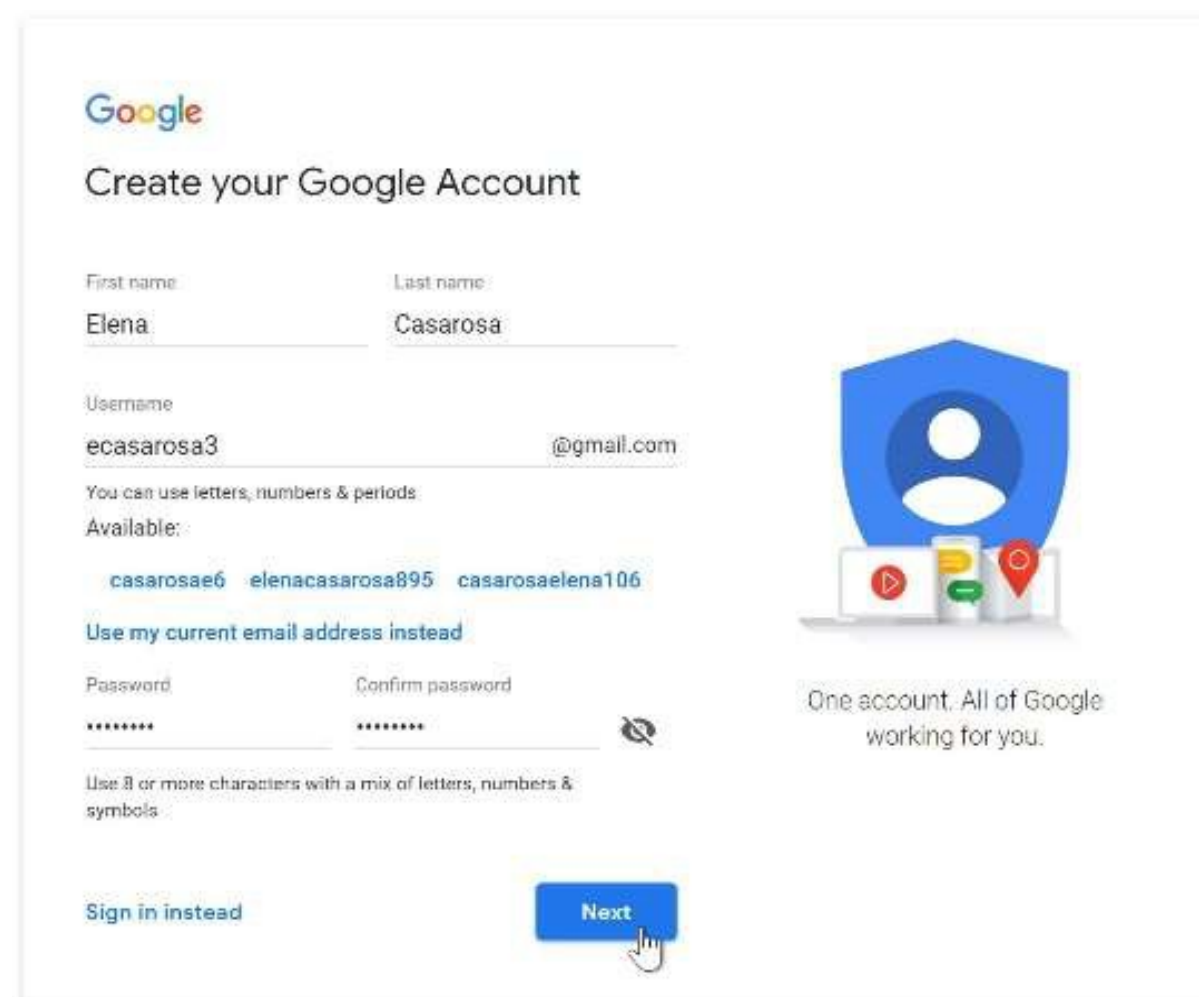 Google
Create your Google Account
First name Last name
Elena Casarosa
Username
ecasarosa3 @gmail.com
You can use letters, numbers & periods
Available:
casarosae6 elenacasarosa895 casarosaelena106
Use my current email address instead
Password Confirm password
•••••••• ••••••••
Use 8 or more characters with a mix of letters, numbers &
symbols
Sign in instead Next
One account. All of Google
working for you.